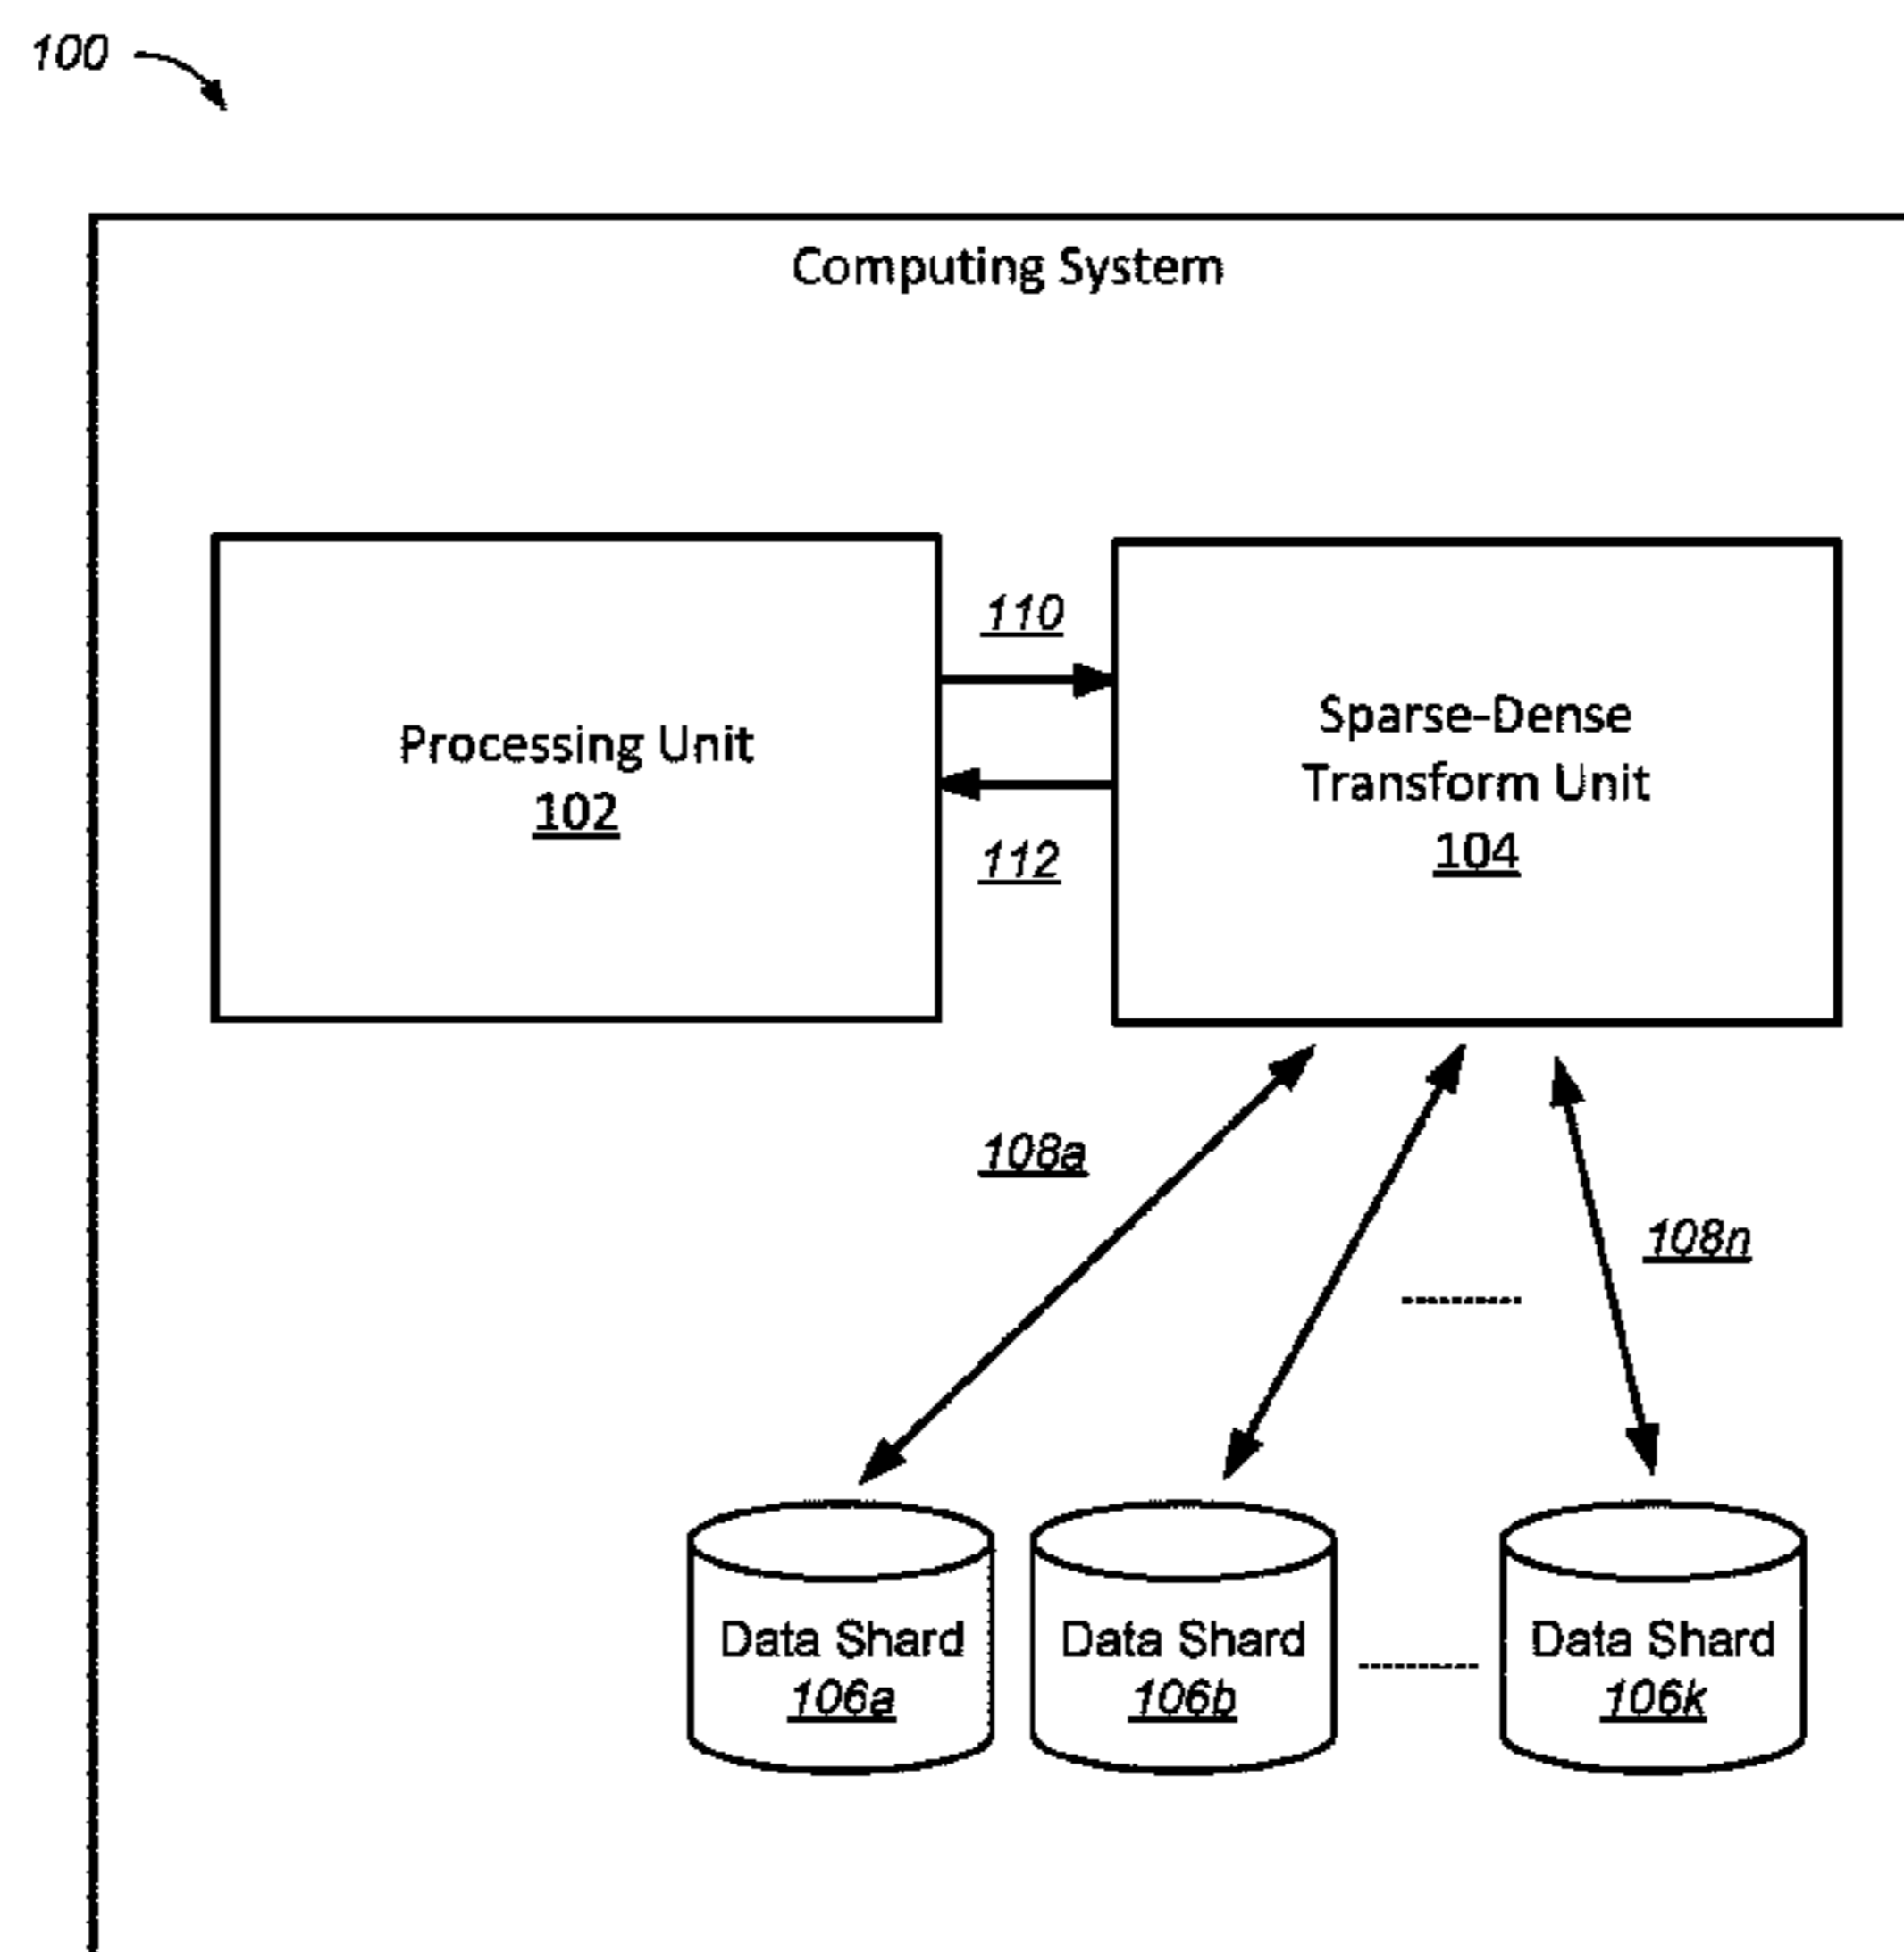 100
Computing System
110
Processing Unit
102
Sparse-Dense
Transform Unit
104
112
108a
108n
Data Shard
106a
Data Shard
106b
Data Shard
106k